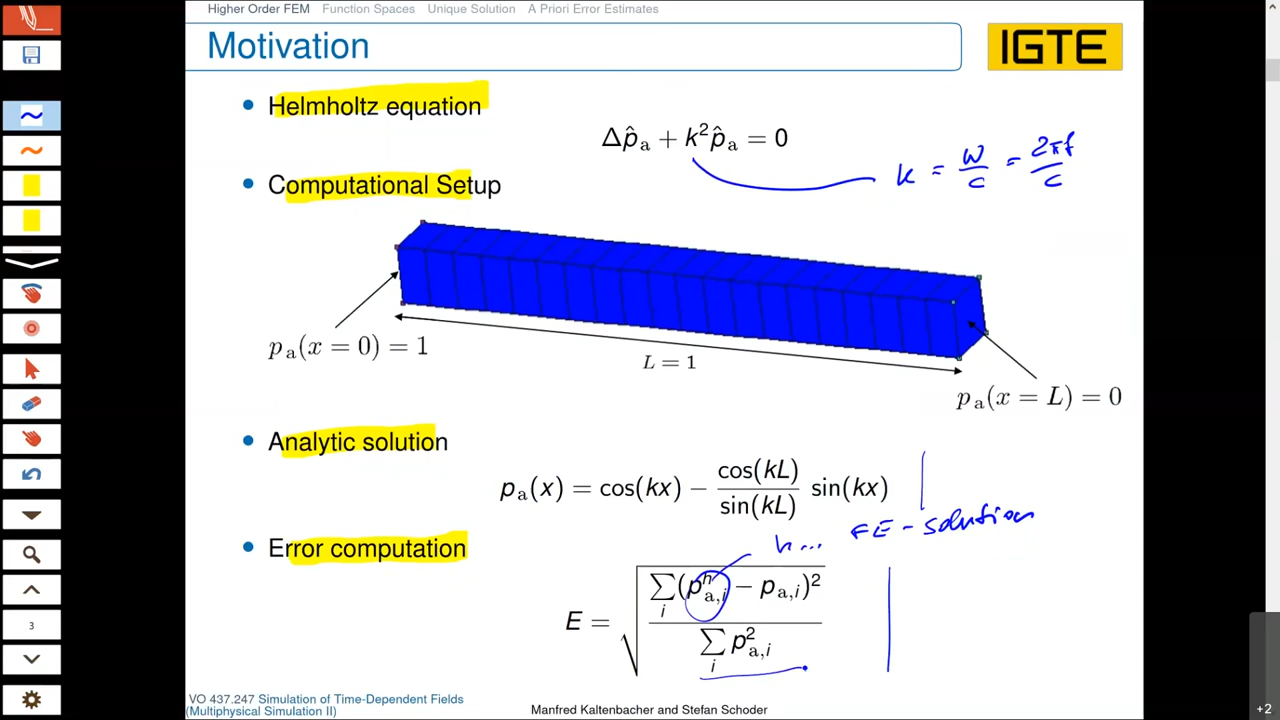 Higher Order FEM Function Spaces Unique Solution A Priori Error Estimates
Motivation
IGTE
• Helmholtz equation
Δp̂ₐ + k²p̂ₐ = 0
k = ω/c = 2πf/c
• Computational Setup
pₐ(x = 0) = 1
L = 1
pₐ(x = L) = 0
• Analytic solution
pₐ(x) = cos(kx) − cos(kL)/sin(kL) sin(kx)
h... FE - solution
• Error computation
E = √(∑ᵢ(pʰₐ,ᵢ − pₐ,ᵢ)² / ∑ᵢ p²ₐ,ᵢ)
3
VO 437.247 Simulation of Time-Dependent Fields
(Multiphysical Simulation II)
Manfred Kaltenbacher and Stefan Schoder
+2